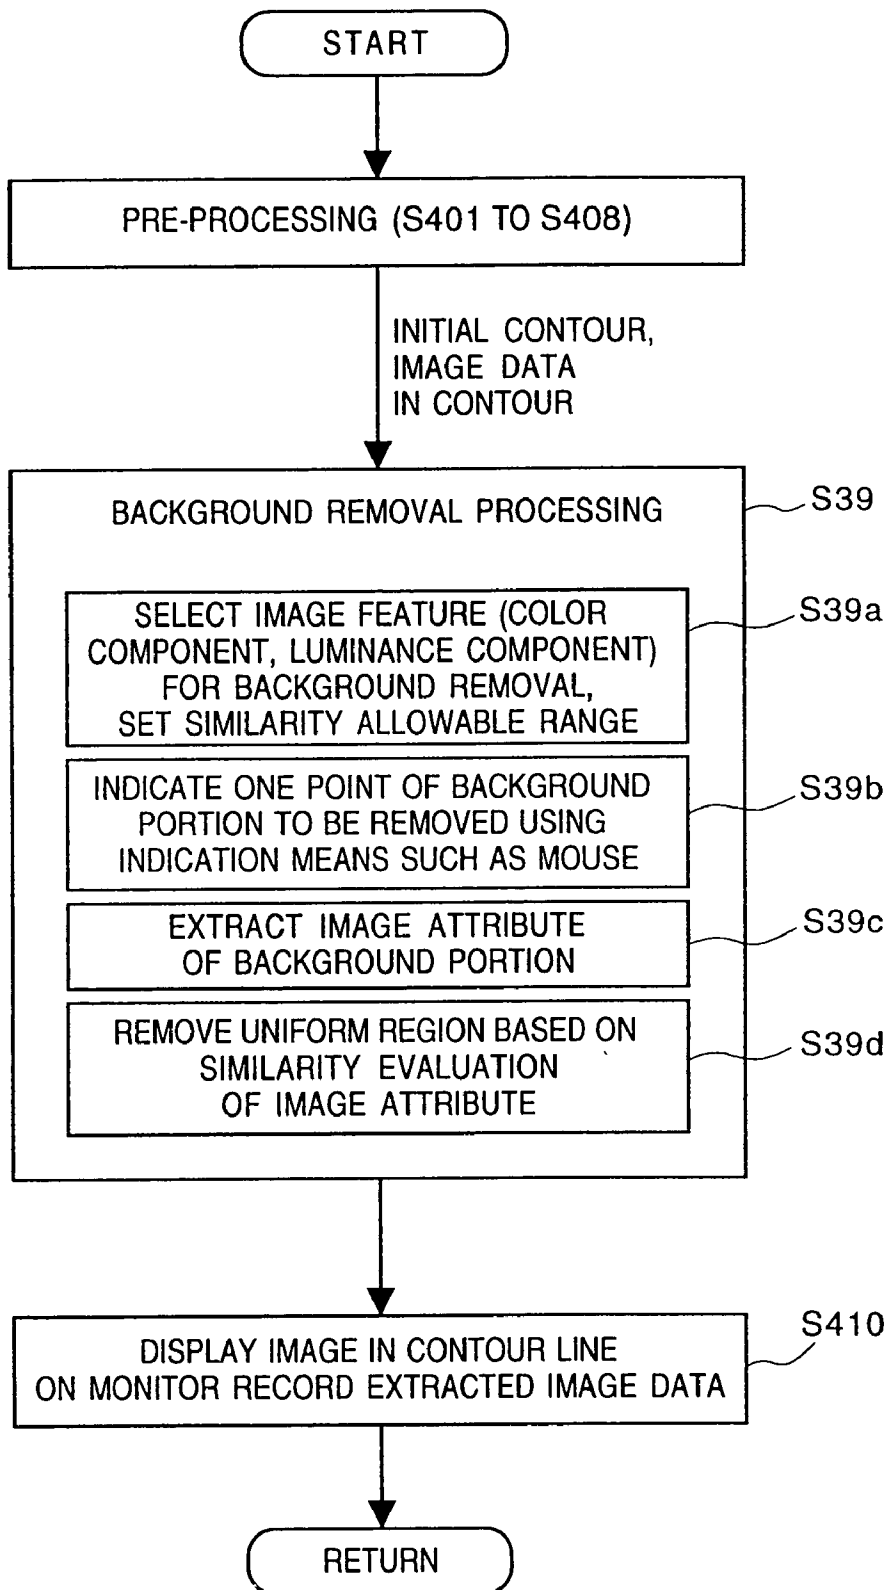 START
PRE-PROCESSING (S401 TO S408)
INITIAL CONTOUR,
IMAGE DATA
IN CONTOUR
BACKGROUND REMOVAL PROCESSING
S39
SELECT IMAGE FEATURE (COLOR
COMPONENT, LUMINANCE COMPONENT)
FOR BACKGROUND REMOVAL,
SET SIMILARITY ALLOWABLE RANGE
S39a
INDICATE ONE POINT OF BACKGROUND
PORTION TO BE REMOVED USING
INDICATION MEANS SUCH AS MOUSE
S39b
EXTRACT IMAGE ATTRIBUTE
OF BACKGROUND PORTION
S39c
REMOVE UNIFORM REGION BASED ON
SIMILARITY EVALUATION
OF IMAGE ATTRIBUTE
S39d
DISPLAY IMAGE IN CONTOUR LINE
ON MONITOR RECORD EXTRACTED IMAGE DATA
S410
RETURN